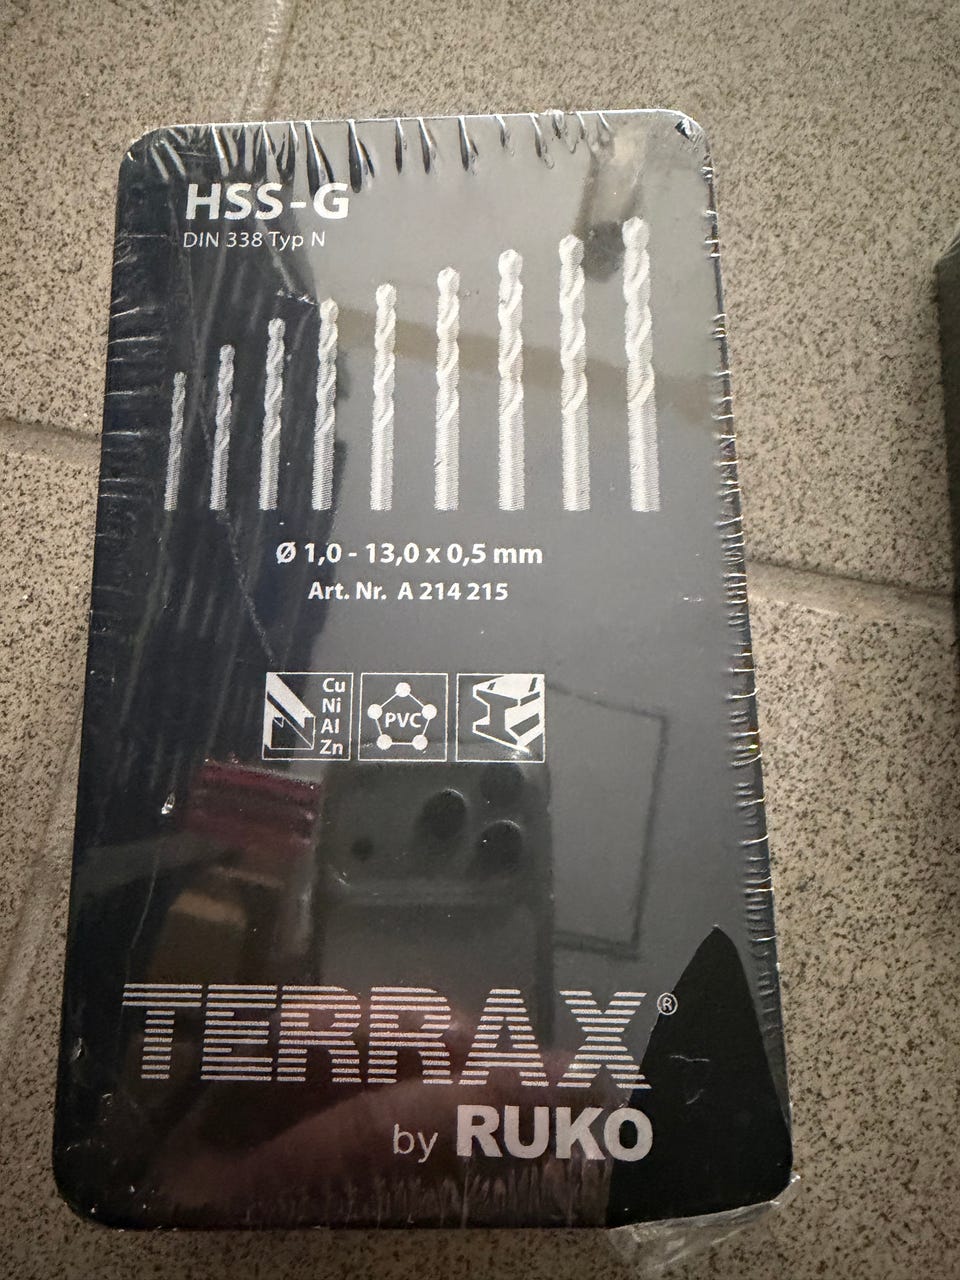 HSS-G
DIN 338 Typ N
Ø 1,0 - 13,0 x 0,5 mm
Art. Nr. A 214 215
Cu
Ni
Al
Zn
PVC
TERRAX®
by RUKO